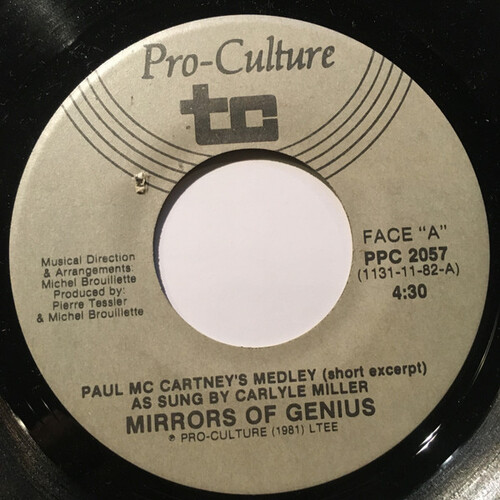 Pro-Culture
tc
FACE "A"
PPC 2057
(1131-11-82-A)
4:30
Musical Direction
& Arrangements:
Michel Brouillette
Produced by:
Pierre Tessier
& Michel Brouillette
PAUL MC CARTNEY'S MEDLEY (short excerpt)
AS SUNG BY CARLYLE MILLER
MIRRORS OF GENIUS
℗ PRO-CULTURE (1981) LTEE